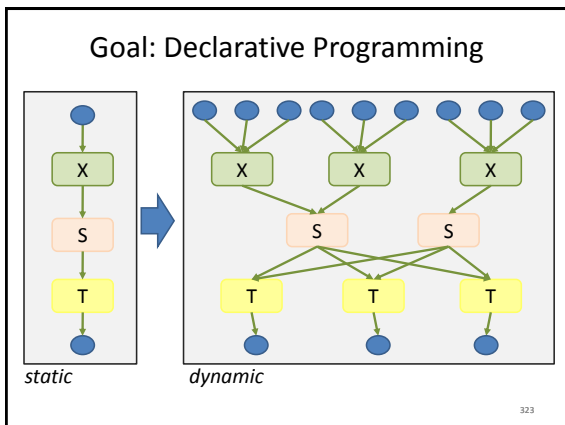 Goal: Declarative Programming
X
S
T
X X X
S S
T T T
static dynamic
323